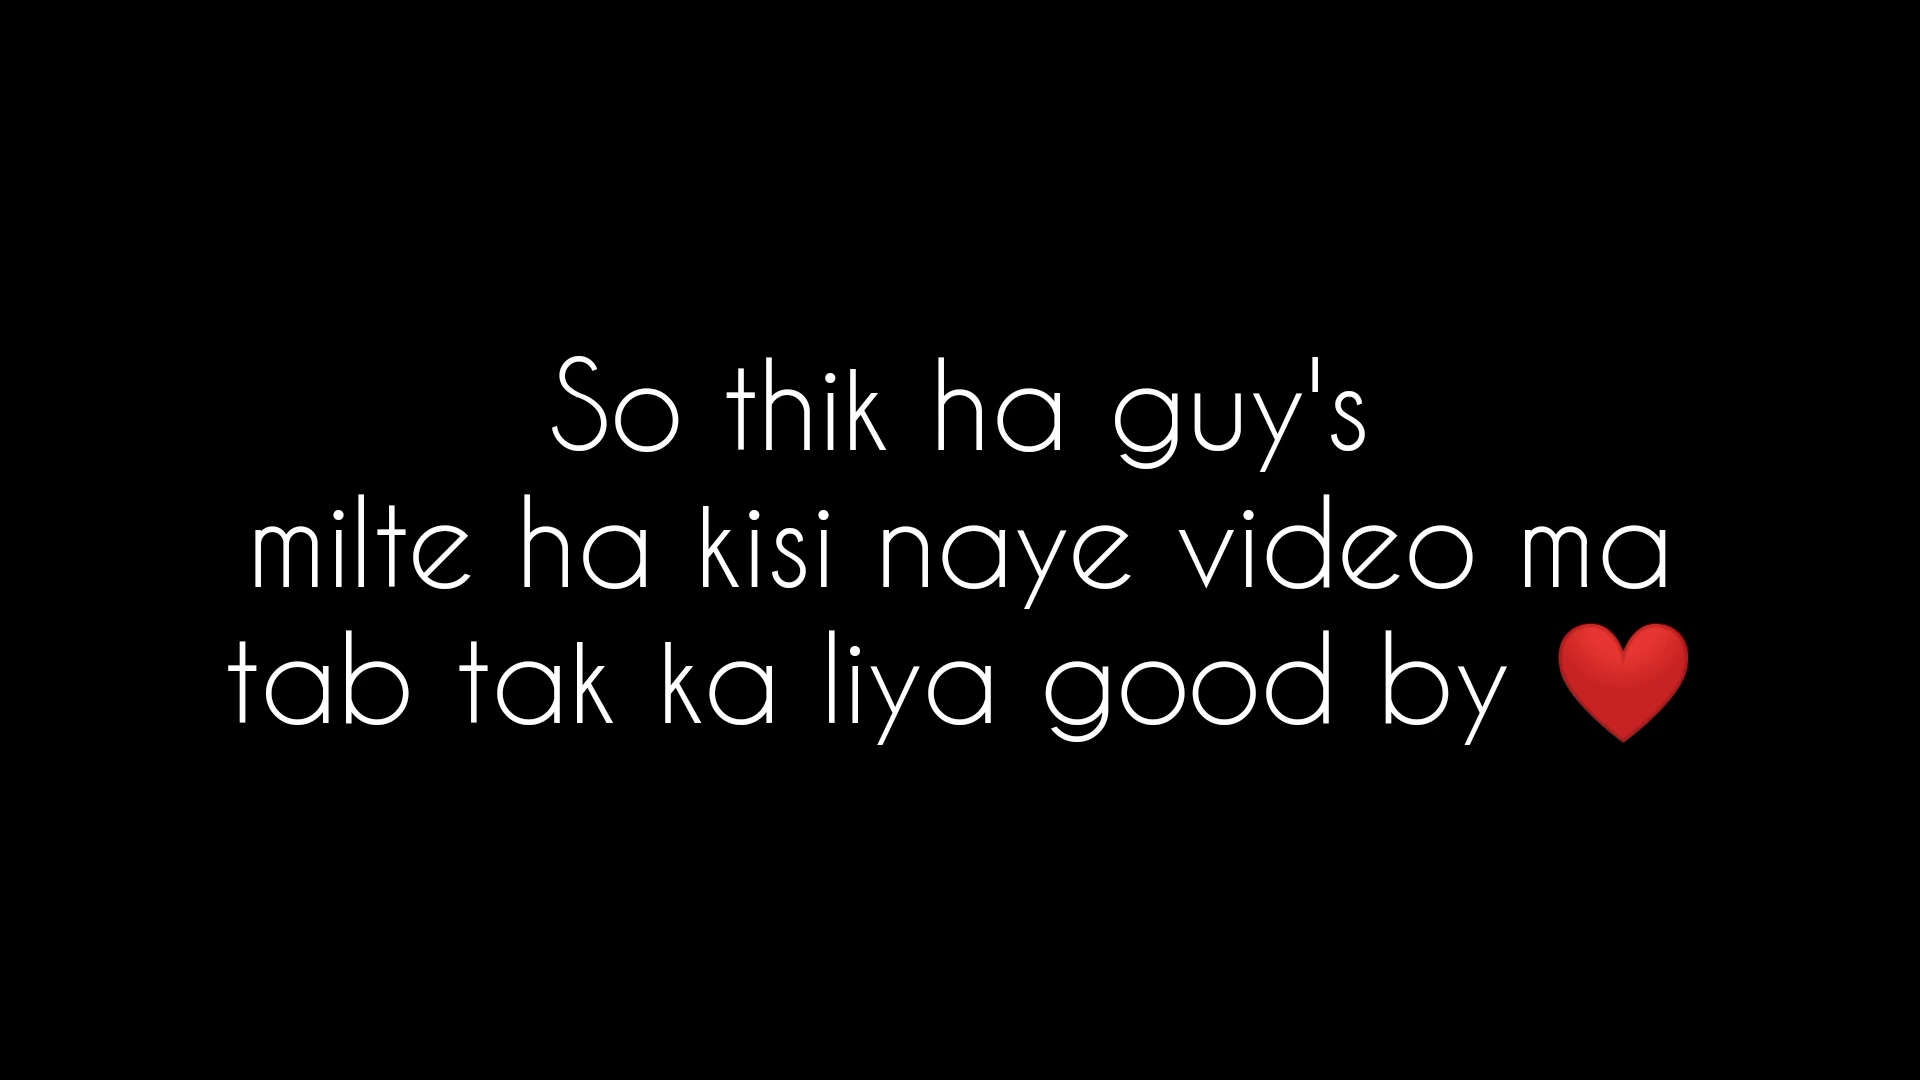 So thik ha guy's
milte ha kisi naye video ma
tab tak ka liya good by ❤️